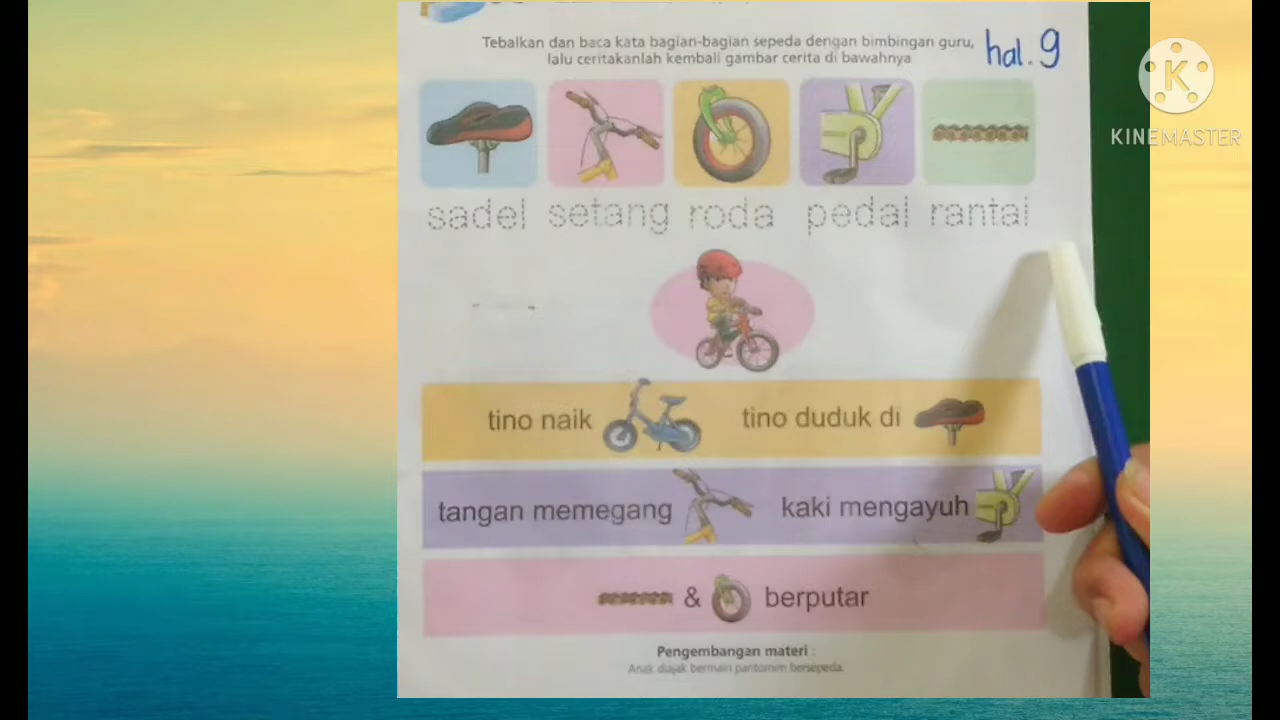 Tebalkan dan baca kata bagian-bagian sepeda dengan bimbingan guru,
lalu ceritakanlah kembali gambar cerita di bawahnya
hal. 9
K
KINEMASTER
sadel setang roda pedal rantai
tino naik tino duduk di
tangan memegang kaki mengayuh
& berputar
Pengembangan materi :
Anak diajak bermain pantomim bersepeda.